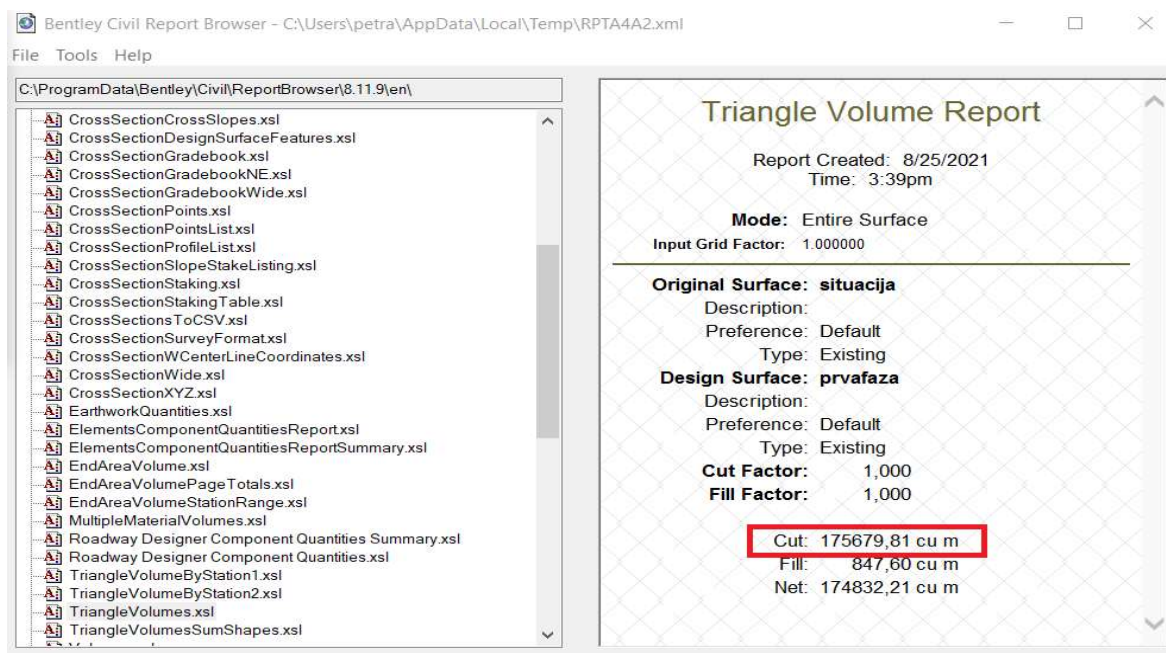 Bentley Civil Report Browser - C:\Users\petra\AppData\Local\Temp\RPTA4A2.xml
File Tools Help
C:\ProgramData\Bentley\Civil\ReportBrowser\8.11.9\en\
CrossSectionCrossSlopes.xsl
CrossSectionDesignSurfaceFeatures.xsl
CrossSectionGradebook.xsl
CrossSectionGradebookNE.xsl
CrossSectionGradebookWide.xsl
CrossSectionPoints.xsl
CrossSectionPointsList.xsl
CrossSectionProfileList.xsl
CrossSectionSlopeStakeListing.xsl
CrossSectionStaking.xsl
CrossSectionStakingTable.xsl
CrossSectionsToCSV.xsl
CrossSectionSurveyFormat.xsl
CrossSectionWCenterLineCoordinates.xsl
CrossSectionWide.xsl
CrossSectionXYZ.xsl
EarthworkQuantities.xsl
ElementsComponentQuantitiesReport.xsl
ElementsComponentQuantitiesReportSummary.xsl
EndAreaVolume.xsl
EndAreaVolumePageTotals.xsl
EndAreaVolumeStationRange.xsl
MultipleMaterialVolumes.xsl
Roadway Designer Component Quantities Summary.xsl
Roadway Designer Component Quantities.xsl
TriangleVolumeByStation1.xsl
TriangleVolumeByStation2.xsl
TriangleVolumes.xsl
TriangleVolumesSumShapes.xsl
Triangle Volume Report
Report Created: 8/25/2021
Time: 3:39pm
Mode: Entire Surface
Input Grid Factor: 1.000000
Original Surface: situacija
Description:
Preference: Default
Type: Existing
Design Surface: prvafaza
Description:
Preference: Default
Type: Existing
Cut Factor: 1,000
Fill Factor: 1,000
Cut: 175679,81 cu m
Fill: 847,60 cu m
Net: 174832,21 cu m